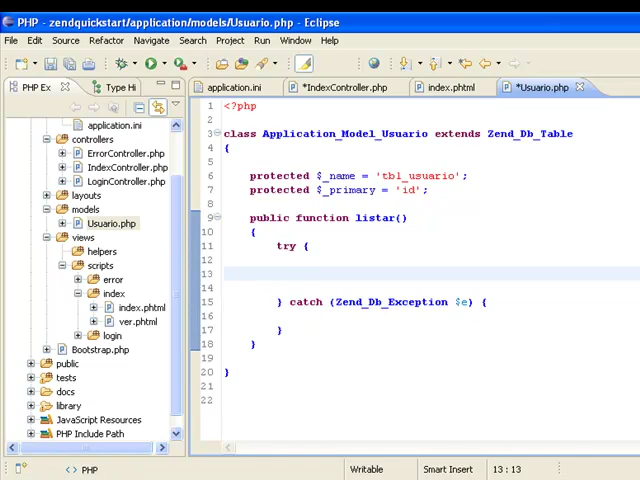 PHP - zendquickstart/application/models/Usuario.php - Eclipse
File Edit Source Refactor Navigate Search Project Run Window Help
PHP Ex Type Hi
application.ini *IndexController.php index.phtml *Usuario.php
application.ini
controllers
ErrorController.php
IndexController.php
LoginController.php
layouts
models
Usuario.php
views
helpers
scripts
error
index
index.phtml
ver.phtml
login
Bootstrap.php
public
tests
docs
library
JavaScript Resources
PHP Include Path
1 <?php
2
3 class Application_Model_Usuario extends Zend_Db_Table
4 {
5
6 protected $_name = 'tbl_usuario';
7 protected $_primary = 'id';
8
9 public function listar()
10 {
11 try {
12
13
14
15 } catch (Zend_Db_Exception $e) {
16
17 }
18 }
19
20 }
21
22
<> PHP Writable Smart Insert 13 : 13